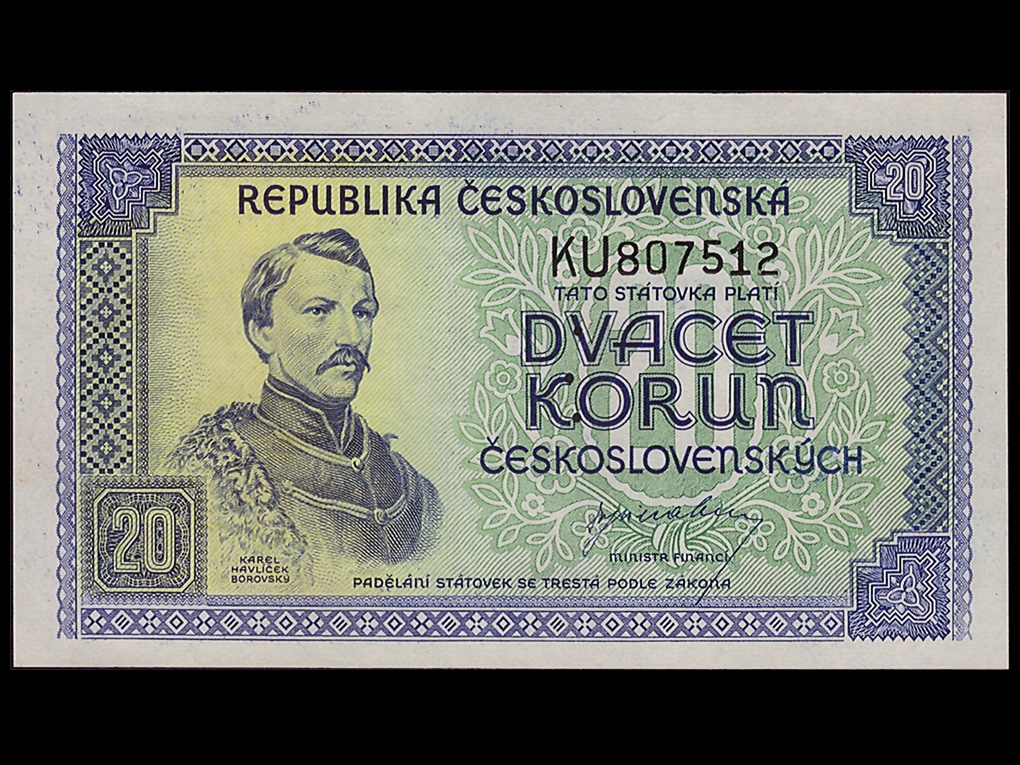 20
REPUBLIKA ČESKOSLOVENSKÁ
KU807512
TATO STÁTOVKA PLATÍ
DVACET
KORUN
ČESKOSLOVENSKÝCH
20
KAREL
HAVLÍČEK
BOROVSKÝ
MINISTR FINANCÍ
PADĚLÁNÍ STÁTOVEK SE TRESTÁ PODLE ZÁKONA